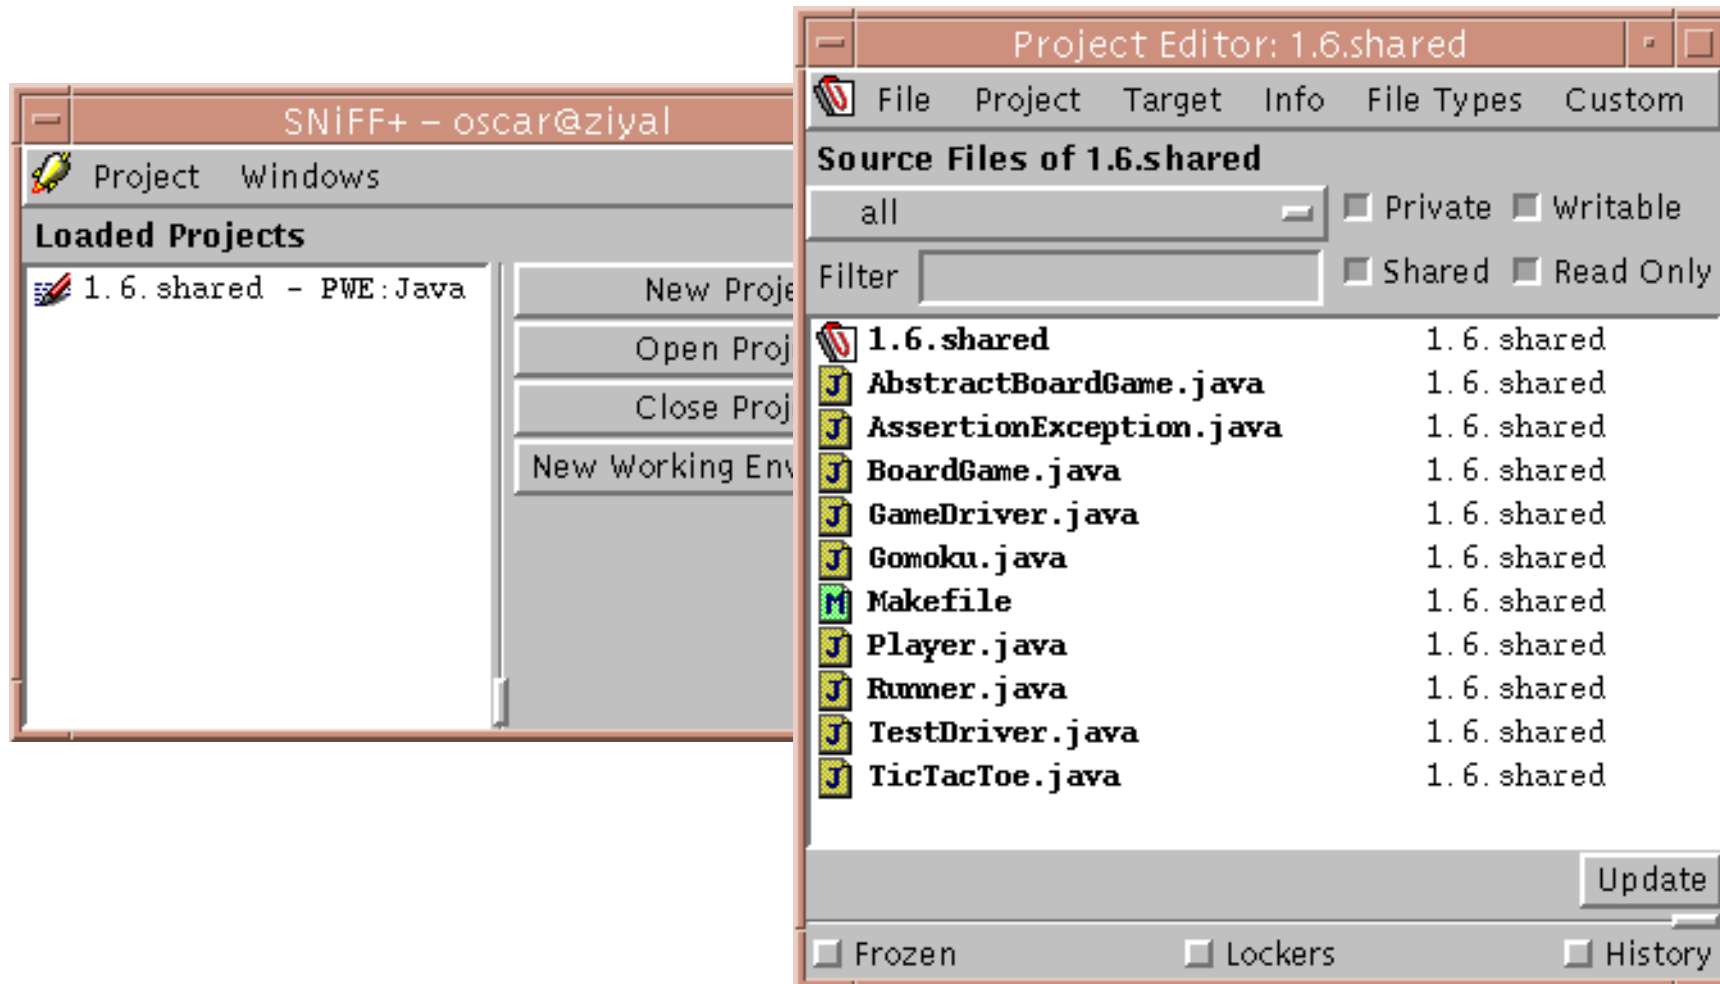 SNiFF+ – oscar@ziyal
Project Windows
Loaded Projects
1.6.shared - PWE:Java
New Proje
Open Proj
Close Proj
New Working Env
Project Editor: 1.6.shared
File Project Target Info File Types Custom
Source Files of 1.6.shared
all Private Writable
Filter Shared Read Only
1.6.shared 1.6.shared
AbstractBoardGame.java 1.6.shared
AssertionException.java 1.6.shared
BoardGame.java 1.6.shared
GameDriver.java 1.6.shared
Gomoku.java 1.6.shared
Makefile 1.6.shared
Player.java 1.6.shared
Runner.java 1.6.shared
TestDriver.java 1.6.shared
TicTacToe.java 1.6.shared
Update
Frozen Lockers History